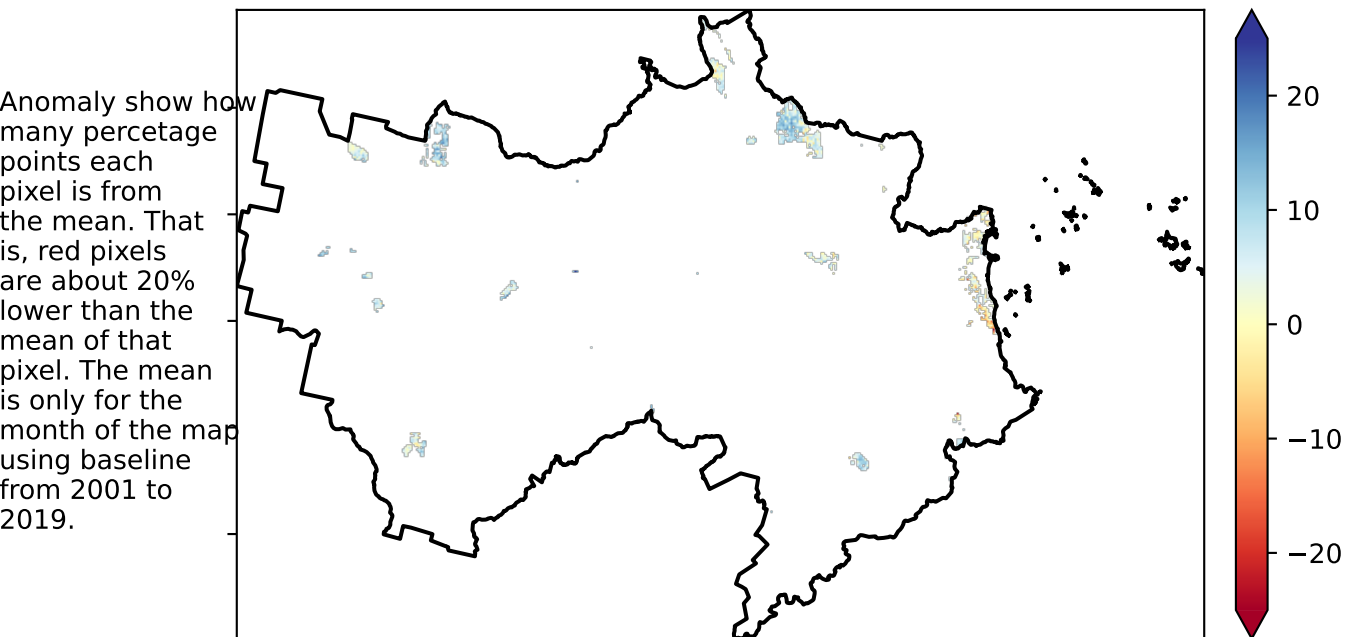 Anomaly show how
many percetage
points each
pixel is from
the mean. That
is, red pixels
are about 20%
lower than the
mean of that
pixel. The mean
is only for the
month of the map
using baseline
from 2001 to
2019.
20
10
0
−10
−20